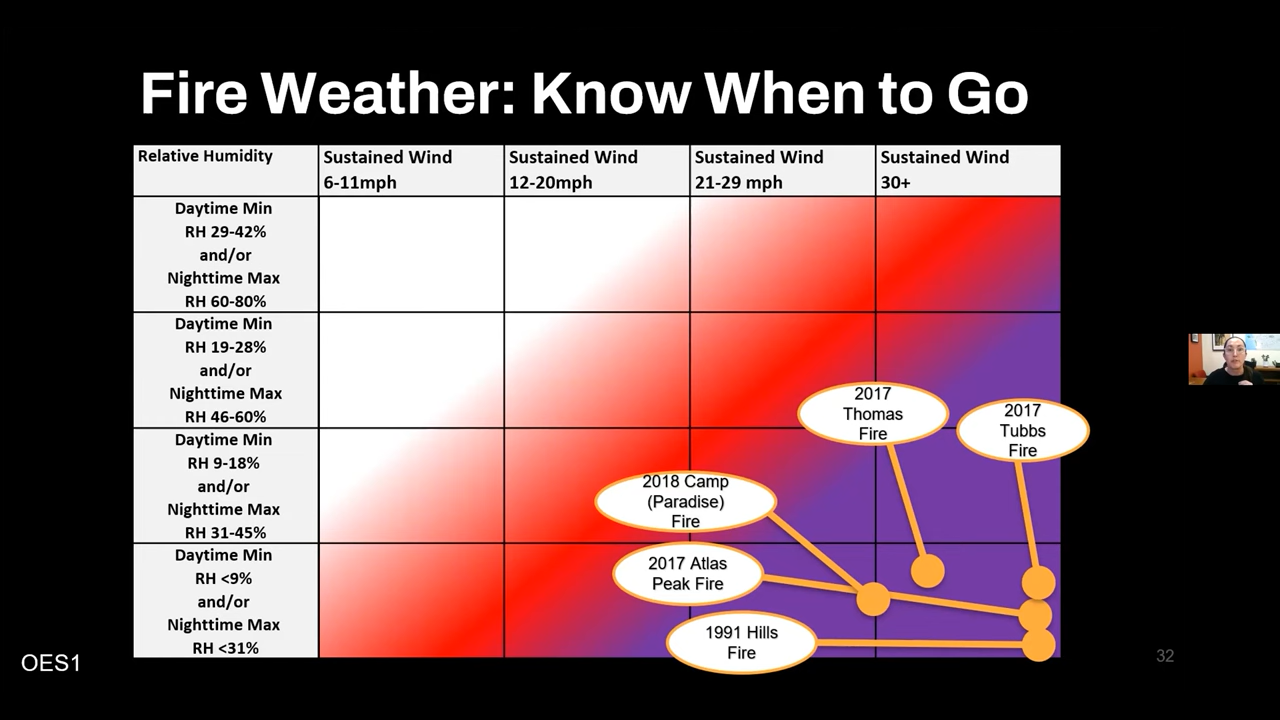 Fire Weather: Know When to Go
Relative Humidity
Sustained Wind
6-11mph
Sustained Wind
12-20mph
Sustained Wind
21-29 mph
Sustained Wind
30+
Daytime Min
RH 29-42%
and/or
Nighttime Max
RH 60-80%
Daytime Min
RH 19-28%
and/or
Nighttime Max
RH 46-60%
Daytime Min
RH 9-18%
and/or
Nighttime Max
RH 31-45%
Daytime Min
RH <9%
and/or
Nighttime Max
RH <31%
2017
Thomas
Fire
2017
Tubbs
Fire
2018 Camp
(Paradise)
Fire
2017 Atlas
Peak Fire
1991 Hills
Fire
OES1
32